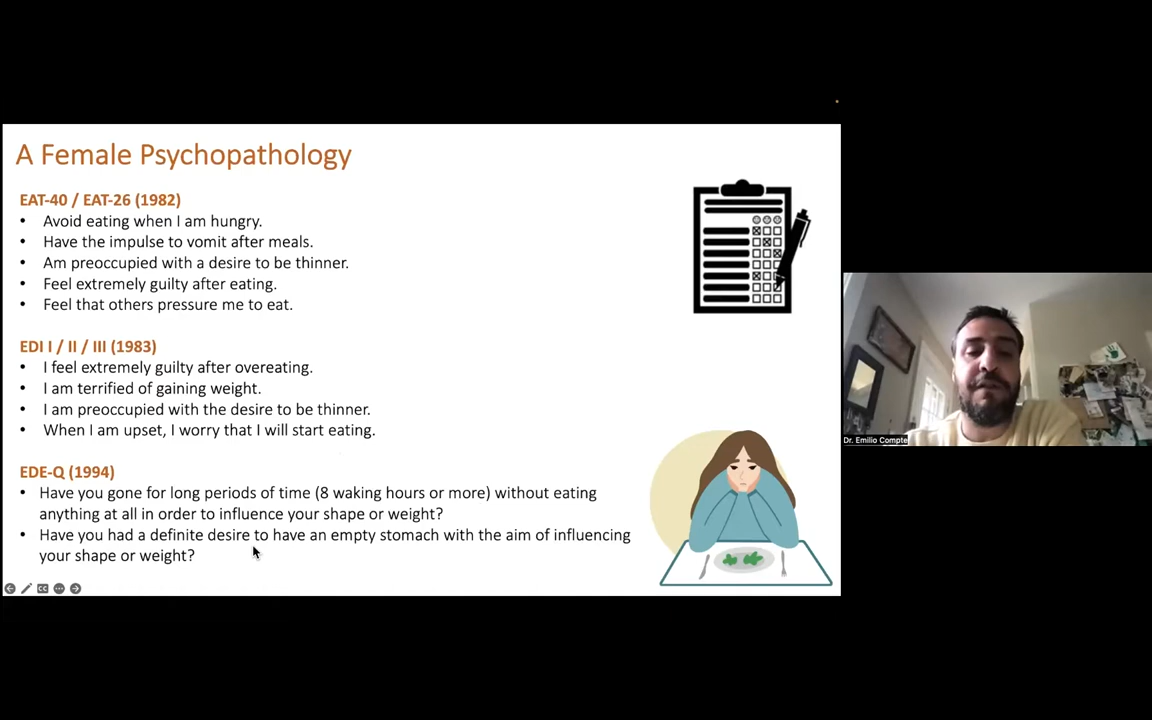 A Female Psychopathology
EAT-40 / EAT-26 (1982)
• Avoid eating when I am hungry.
• Have the impulse to vomit after meals.
• Am preoccupied with a desire to be thinner.
• Feel extremely guilty after eating.
• Feel that others pressure me to eat.
EDI I / II / III (1983)
• I feel extremely guilty after overeating.
• I am terrified of gaining weight.
• I am preoccupied with the desire to be thinner.
• When I am upset, I worry that I will start eating.
EDE-Q (1994)
• Have you gone for long periods of time (8 waking hours or more) without eating
anything at all in order to influence your shape or weight?
• Have you had a definite desire to have an empty stomach with the aim of influencing
your shape or weight?
Dr. Emilio Compte